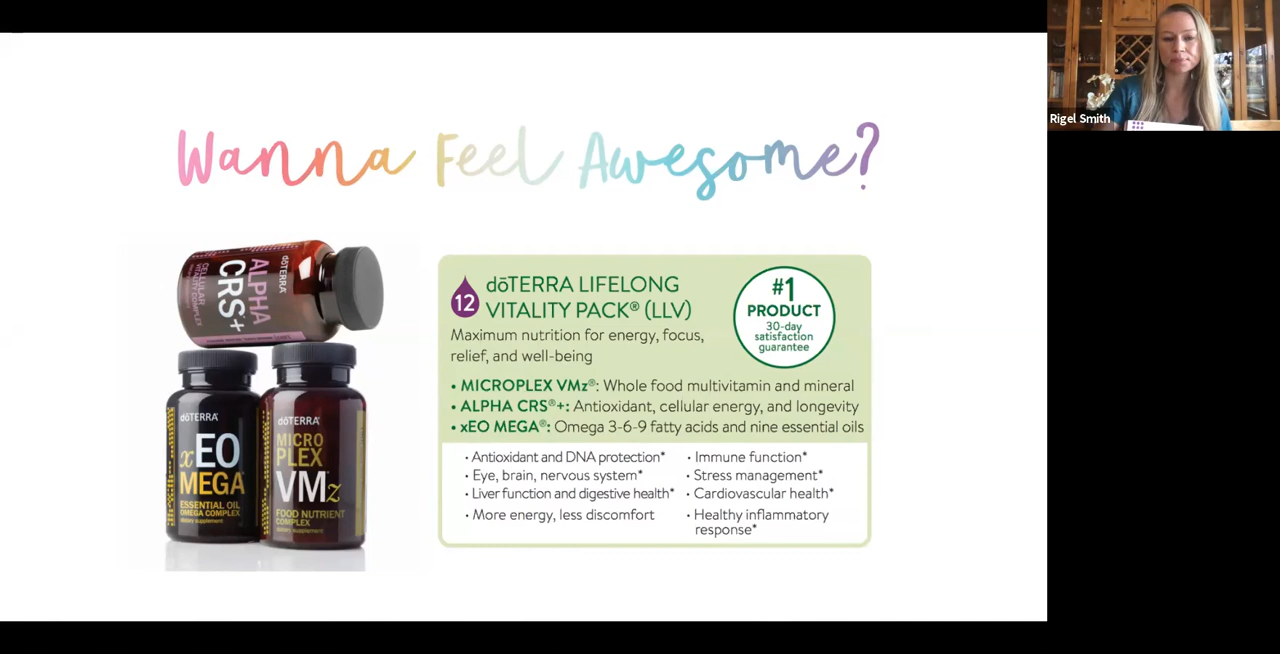 Wanna Feel Awesome?
Rigel Smith
dōTERRA
ALPHA
CRS+
CELLULAR
VITALITY COMPLEX
dōTERRA
xEO
MEGA
ESSENTIAL OIL
OMEGA COMPLEX
dietary supplement
dōTERRA
MICRO
PLEX
VMz
FOOD NUTRIENT
COMPLEX
dietary supplement
12
dōTERRA LIFELONG
VITALITY PACK® (LLV)
Maximum nutrition for energy, focus,
relief, and well-being
#1
PRODUCT
30-day
satisfaction
guarantee
• MICROPLEX VMz®: Whole food multivitamin and mineral
• ALPHA CRS®+: Antioxidant, cellular energy, and longevity
• xEO MEGA®: Omega 3-6-9 fatty acids and nine essential oils
• Antioxidant and DNA protection*
• Eye, brain, nervous system*
• Liver function and digestive health*
• More energy, less discomfort
• Immune function*
• Stress management*
• Cardiovascular health*
• Healthy inflammatory
response*